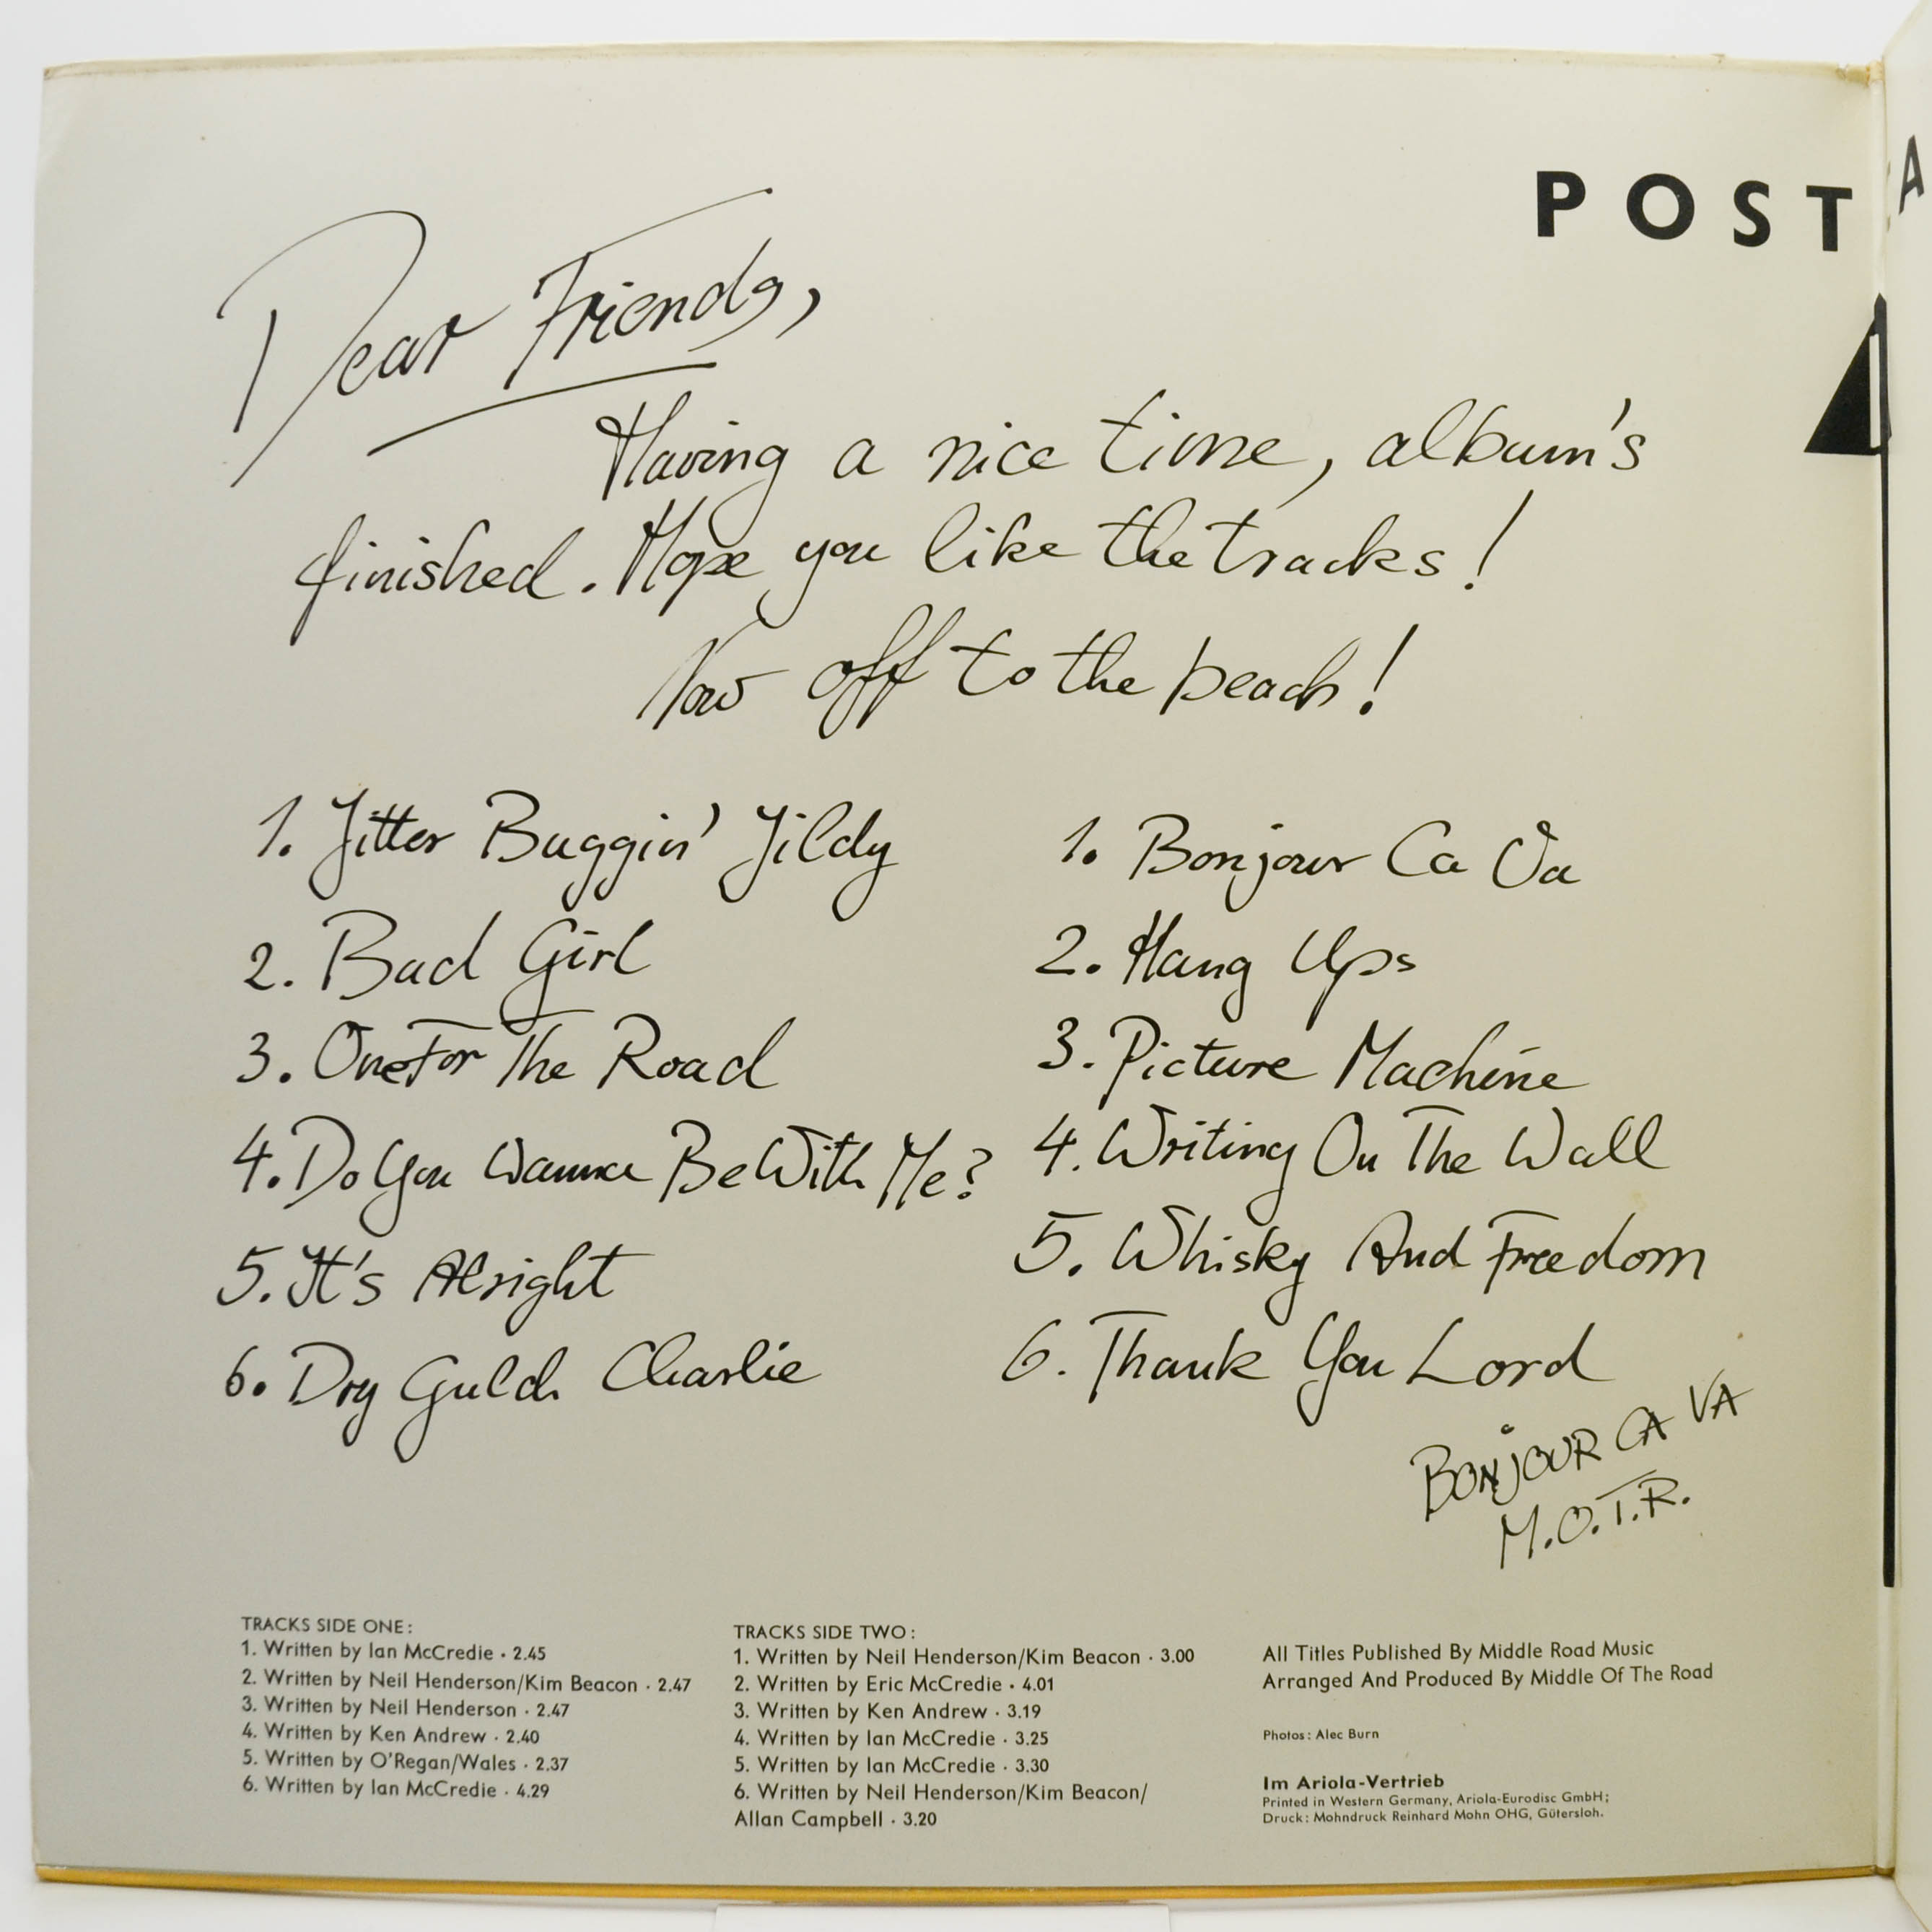 POSTA
Dear Friends,
Having a nice time, album's
finished. Hope you like the tracks!
Now off to the beach!
1. Jitter Buggin' Jildy
2. Bad Girl
3. One For The Road
4. Do You Wanna Be With Me?
5. It's Alright
6. Dry Gulch Charlie
1. Bonjour Ca Va
2. Hang Ups
3. Picture Machine
4. Writing On The Wall
5. Whisky And Freedom
6. Thank You Lord
BONJOUR CA VA
M.O.T.R.
TRACKS SIDE ONE:
1. Written by Ian McCredie · 2.45
2. Written by Neil Henderson/Kim Beacon · 2.47
3. Written by Neil Henderson · 2.47
4. Written by Ken Andrew · 2.40
5. Written by O'Regan/Wales · 2.37
6. Written by Ian McCredie · 4.29
TRACKS SIDE TWO:
1. Written by Neil Henderson/Kim Beacon · 3.00
2. Written by Eric McCredie · 4.01
3. Written by Ken Andrew · 3.19
4. Written by Ian McCredie · 3.25
5. Written by Ian McCredie · 3.30
6. Written by Neil Henderson/Kim Beacon/
Allan Campbell · 3.20
All Titles Published By Middle Road Music
Arranged And Produced By Middle Of The Road
Photos: Alec Burn
Im Ariola-Vertrieb
Printed in Western Germany, Ariola-Eurodisc GmbH;
Druck: Mohndruck Reinhard Mohn OHG, Gütersloh.